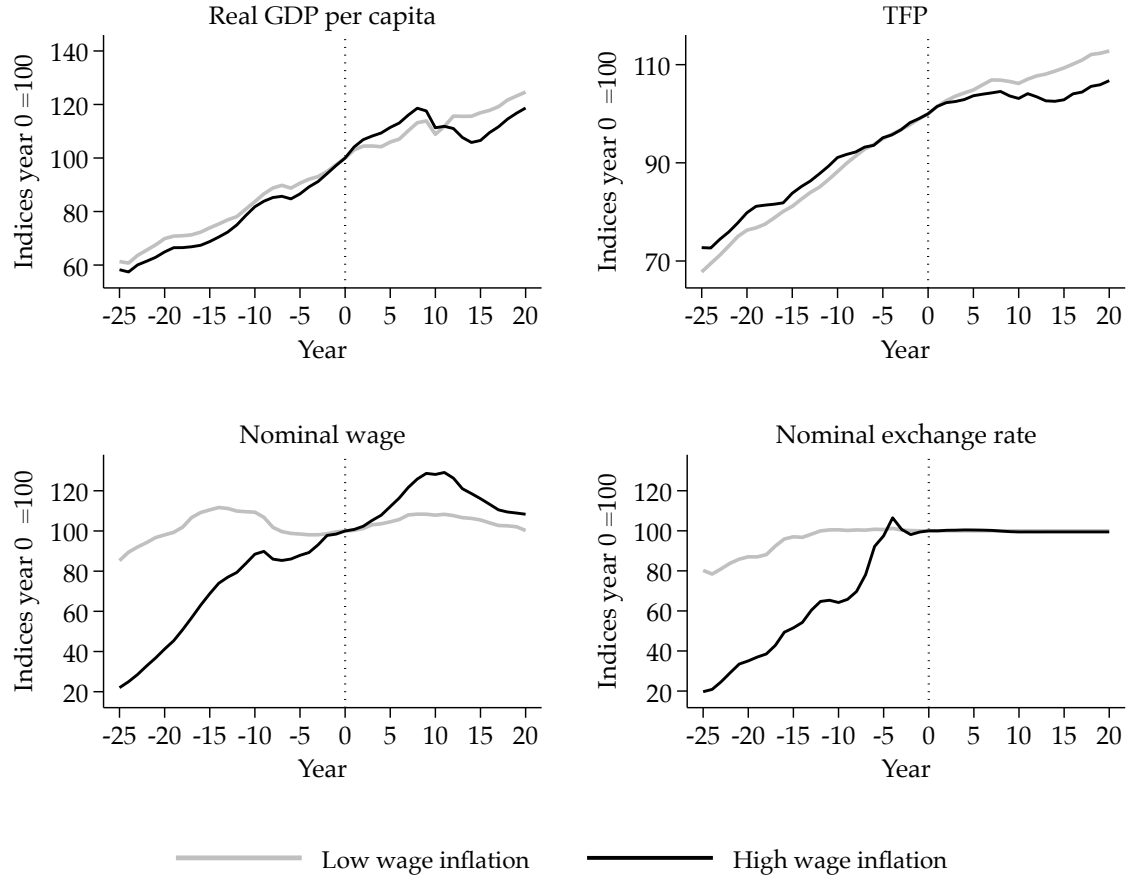 Real GDP per capita
Indices year 0 =100
140
120
100
80
60
-25 -20 -15 -10 -5 0 5 10 15 20
Year
TFP
Indices year 0 =100
110
90
70
-25 -20 -15 -10 -5 0 5 10 15 20
Year
Nominal wage
Indices year 0 =100
120
100
80
60
40
20
-25 -20 -15 -10 -5 0 5 10 15 20
Year
Nominal exchange rate
Indices year 0 =100
120
100
80
60
40
20
-25 -20 -15 -10 -5 0 5 10 15 20
Year
Low wage inflation
High wage inflation